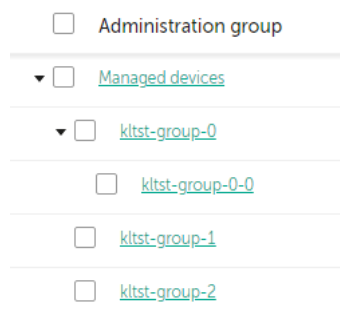 Administration group
Managed devices
kltst-group-0
kltst-group-0-0
kltst-group-1
kltst-group-2